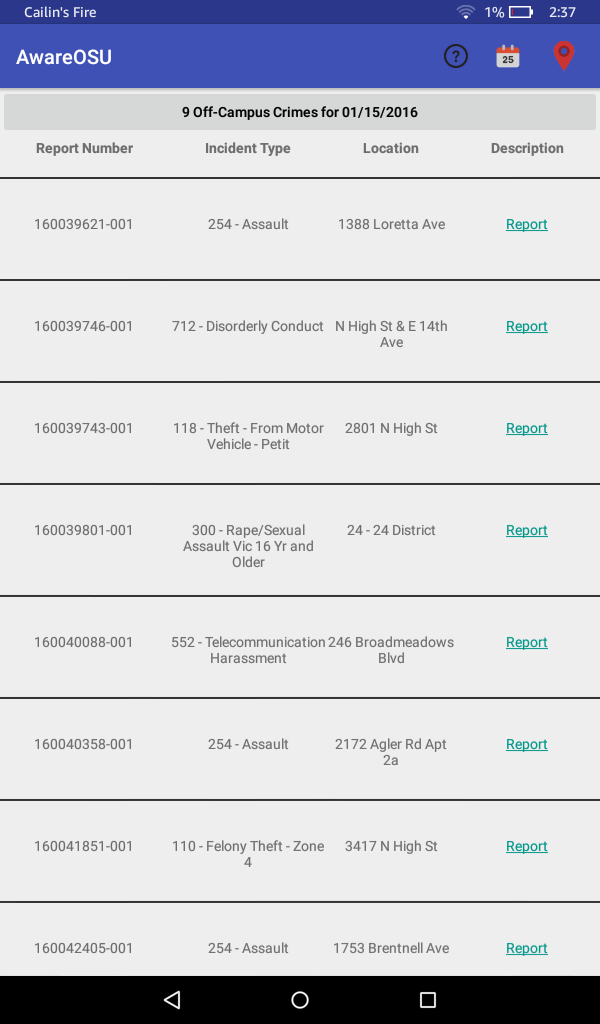 Cailin's Fire 1% 2:37
AwareOSU ? 25
9 Off-Campus Crimes for 01/15/2016
Report Number Incident Type Location Description
160039621-001 254 - Assault 1388 Loretta Ave Report
160039746-001 712 - Disorderly Conduct N High St & E 14th Report
Ave
160039743-001 118 - Theft - From Motor 2801 N High St Report
Vehicle - Petit
160039801-001 300 - Rape/Sexual 24 - 24 District Report
Assault Vic 16 Yr and
Older
160040088-001 552 - Telecommunication 246 Broadmeadows Report
Harassment Blvd
160040358-001 254 - Assault 2172 Agler Rd Apt Report
2a
160041851-001 110 - Felony Theft - Zone 3417 N High St Report
4
160042405-001 254 - Assault 1753 Brentnell Ave Report